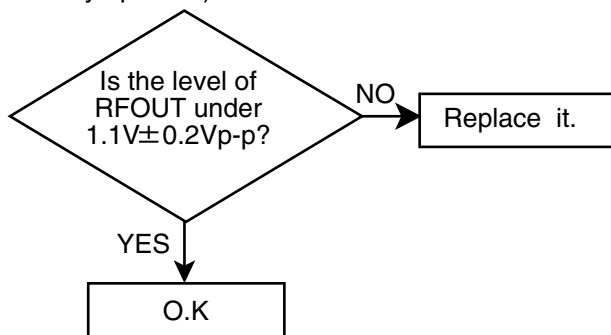 Is the level of
RFOUT under
1.1V±0.2Vp-p?
NO
Replace it.
YES
O.K